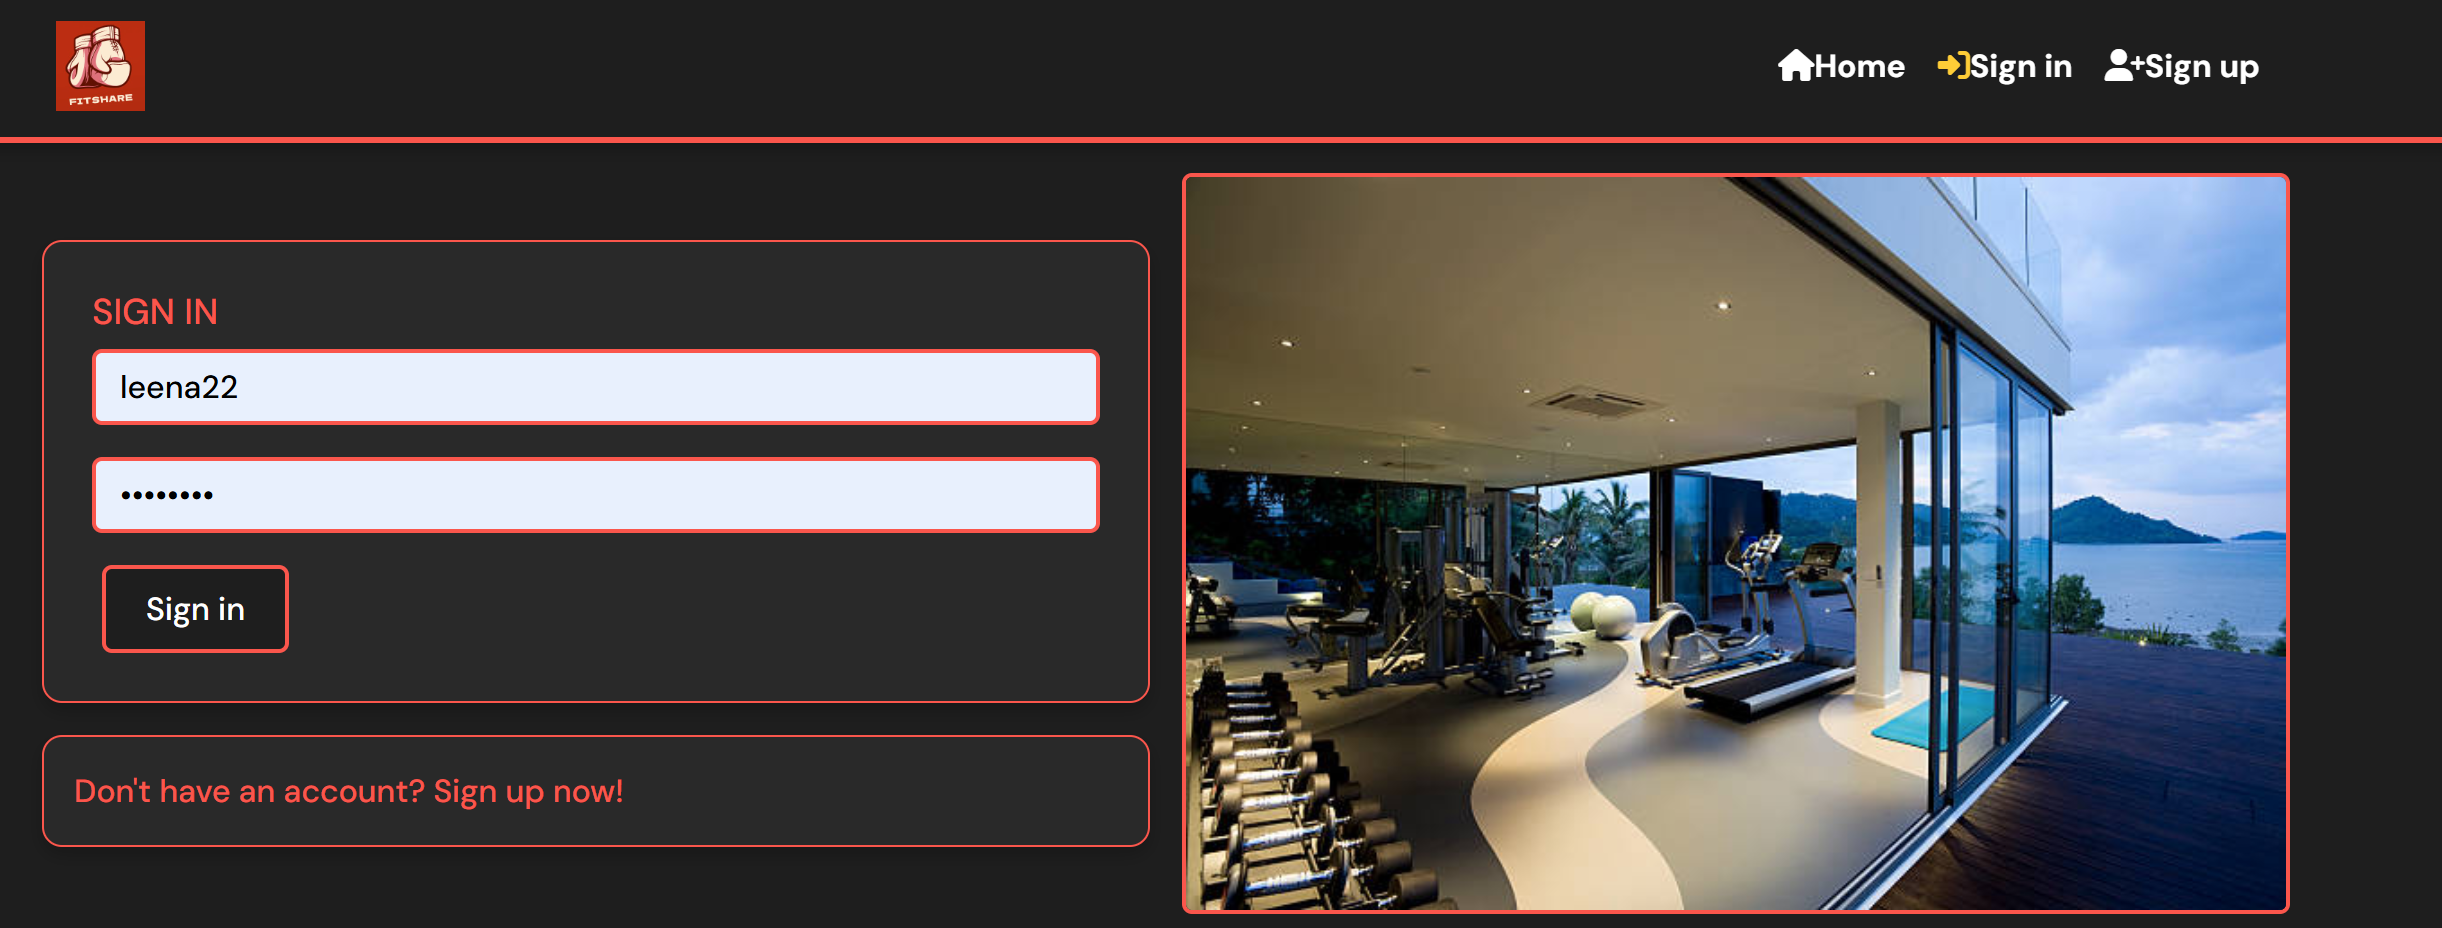 FITSHARE
Home Sign in Sign up
SIGN IN
leena22
••••••••
Sign in
Don't have an account? Sign up now!